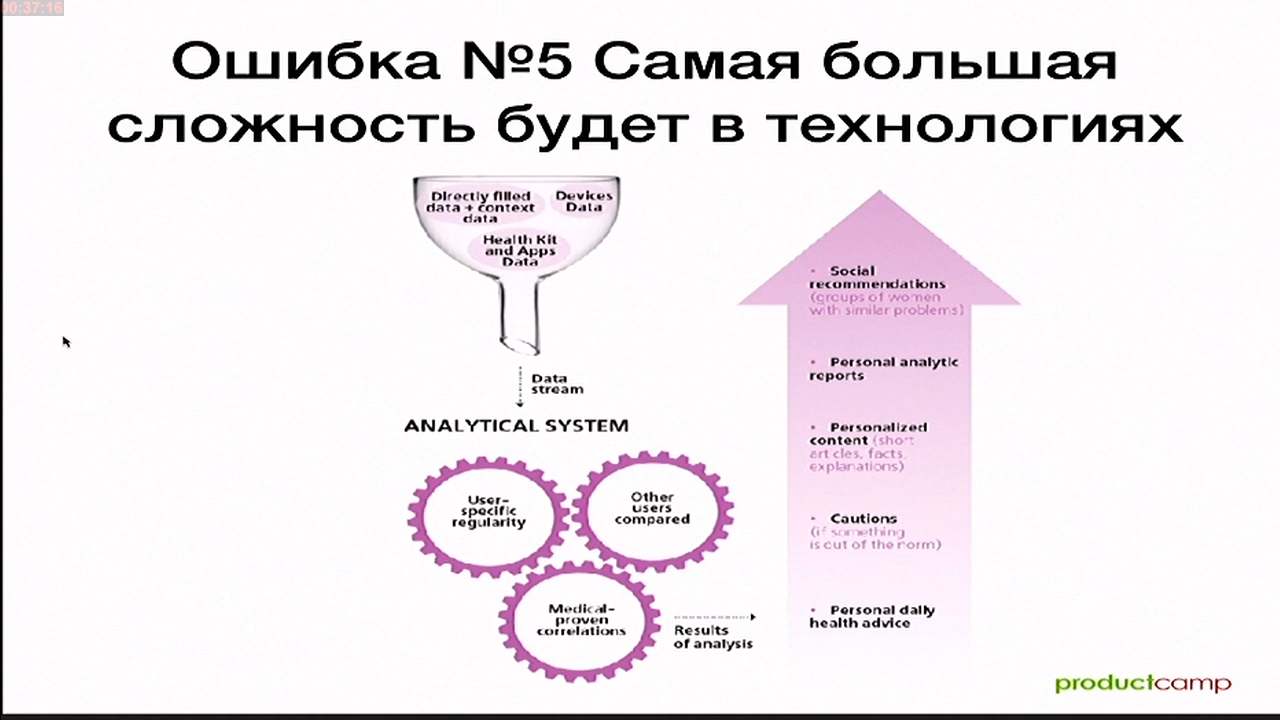 00:37:16
Ошибка №5 Самая большая
сложность будет в технологиях
Directly filled
data + context
data
Devices
Data
Health Kit
and Apps
Data
Data
stream
ANALYTICAL SYSTEM
User-
specific
regularity
Other
users
compared
Medical-
proven
correlations
Results
of analysis
• Social
recommendations
(groups of women
with similar problems)
• Personal analytic
reports
• Personalized
content (short
articles, facts,
explanations)
• Cautions
(if something
is out of the norm)
• Personal daily
health advice
productcamp